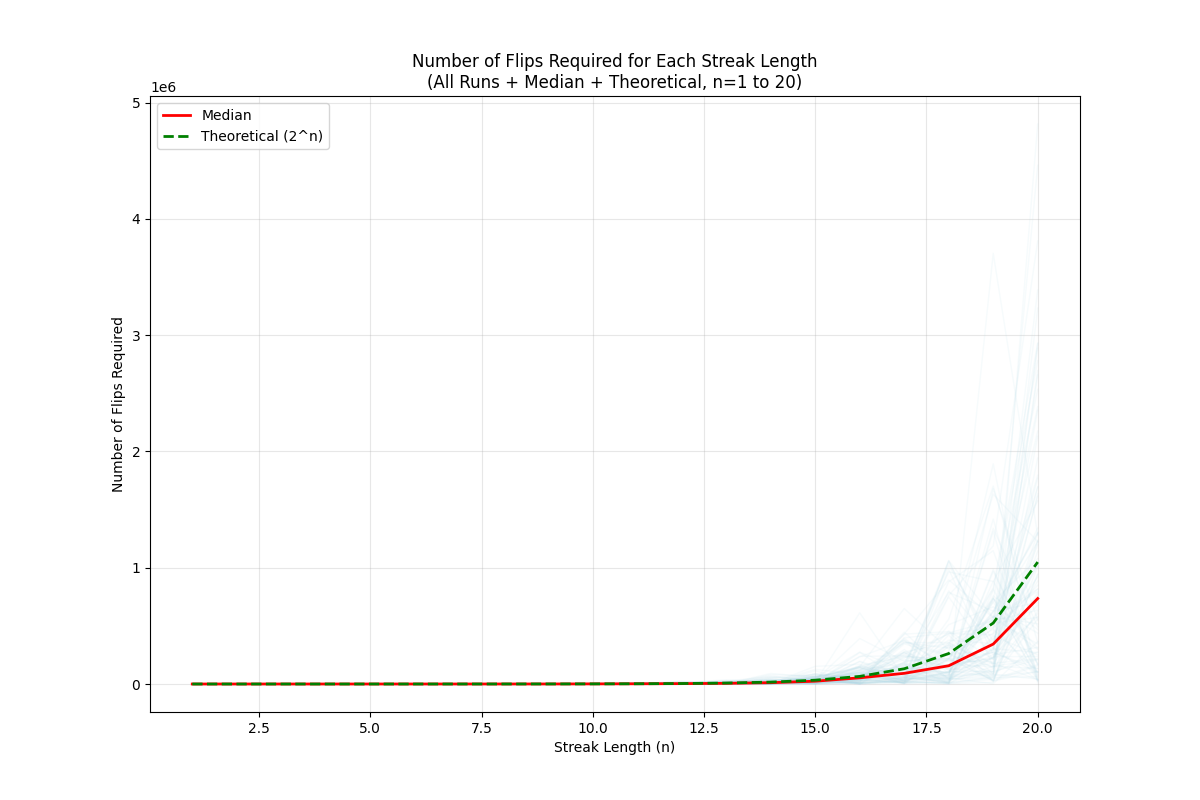 Number of Flips Required for Each Streak Length
(All Runs + Median + Theoretical, n=1 to 20)
1e6
Median
Theoretical (2^n)
5
4
3
2
1
0
Number of Flips Required
2.5 5.0 7.5 10.0 12.5 15.0 17.5 20.0
Streak Length (n)